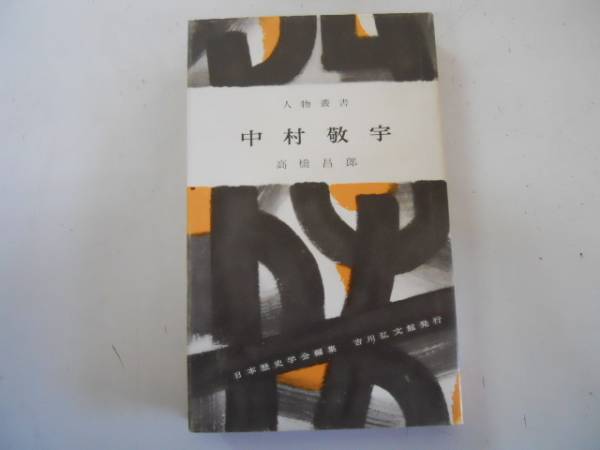 人物叢書
中村敬宇
高橋昌郎
日本歴史学会編集 吉川弘文館発行